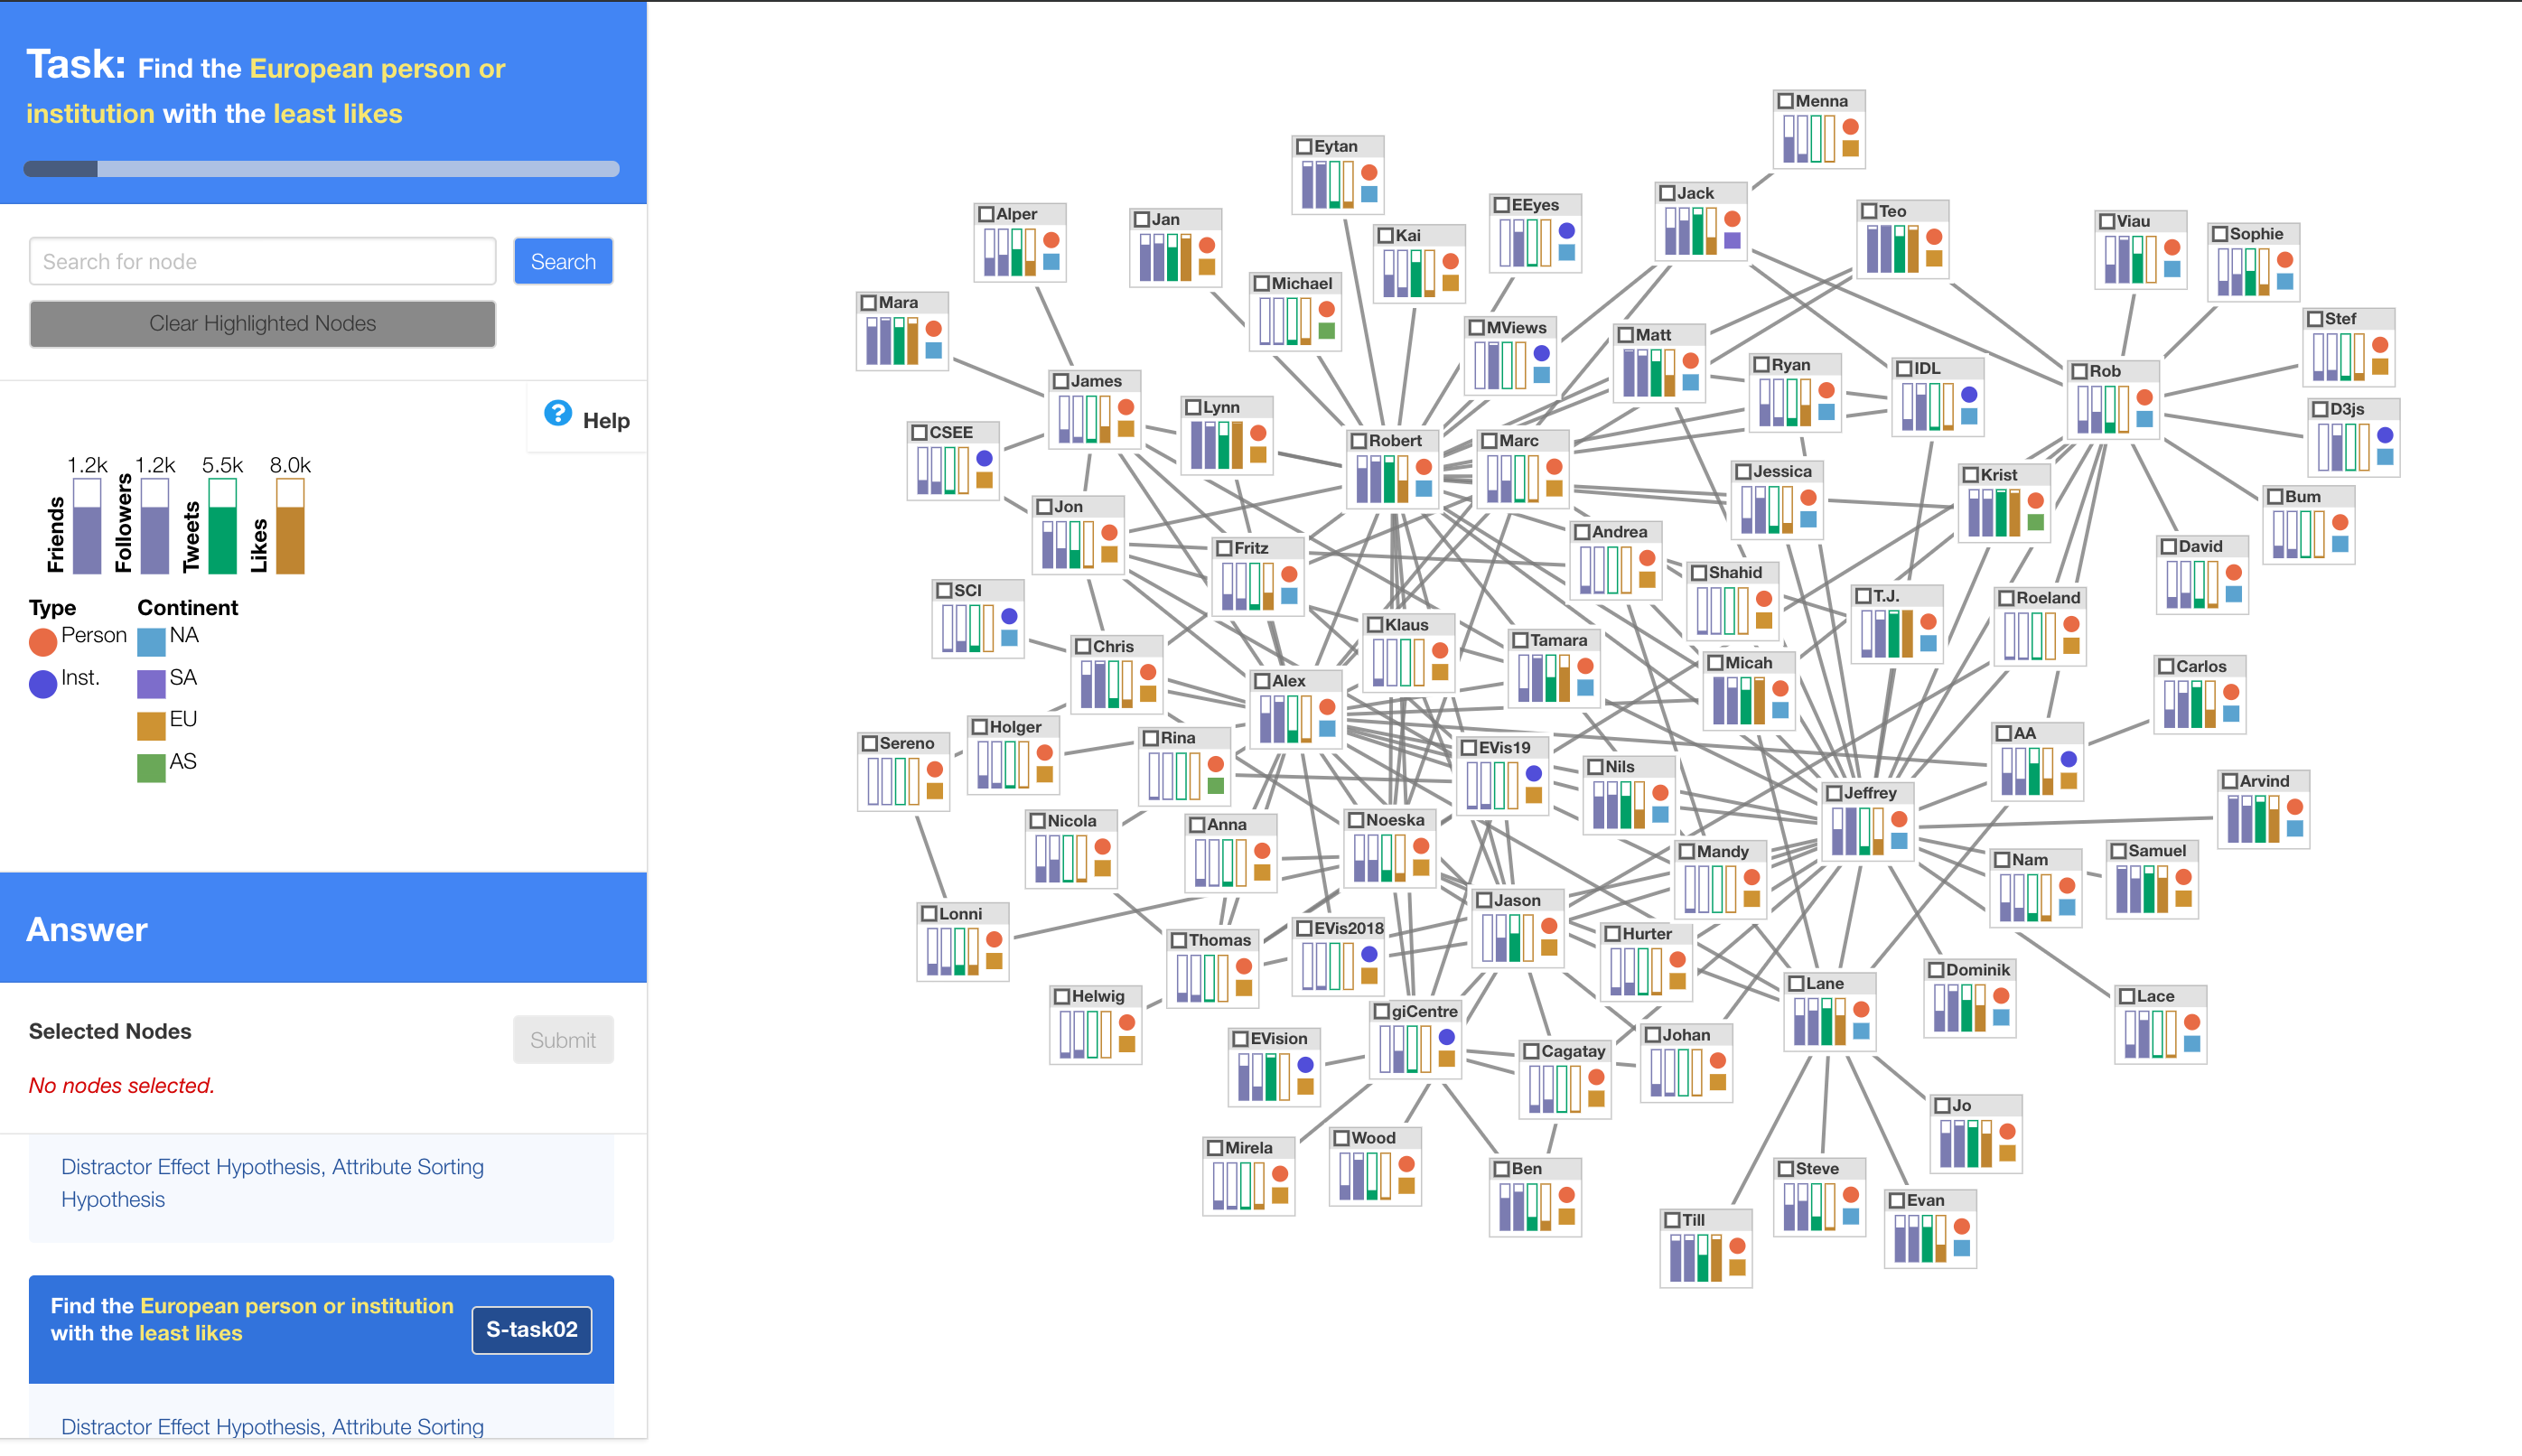 Task: Find the European person or
institution with the least likes
Search for node
Search
Clear Highlighted Nodes
Help
1.2k 1.2k 5.5k 8.0k
Friends
Followers
Tweets
Likes
Type Continent
Person NA
Inst. SA
EU
AS
Answer
Selected Nodes
Submit
No nodes selected.
Distractor Effect Hypothesis, Attribute Sorting
Hypothesis
Find the European person or institution
with the least likes
S-task02
Distractor Effect Hypothesis, Attribute Sorting
Menna
Eytan
Jack
EEyes
Teo
Alper
Jan
Viau
Sophie
Kai
Michael
Mara
Stef
MViews
Matt
Ryan
IDL
Rob
James
Lynn
D3js
CSEE
Robert
Marc
Jessica
Krist
Bum
Jon
Andrea
David
Fritz
Shahid
SCI
T.J.
Roeland
Klaus
Tamara
Chris
Micah
Carlos
Alex
Holger
AA
Sereno
Rina
EVis19
Nils
Arvind
Jeffrey
Nicola
Anna
Noeska
Mandy
Nam
Samuel
Jason
Lonni
EVis2018
Hurter
Thomas
Dominik
Lane
Helwig
Lace
giCentre
EVision
Johan
Cagatay
Jo
Mirela
Wood
Ben
Steve
Evan
Till